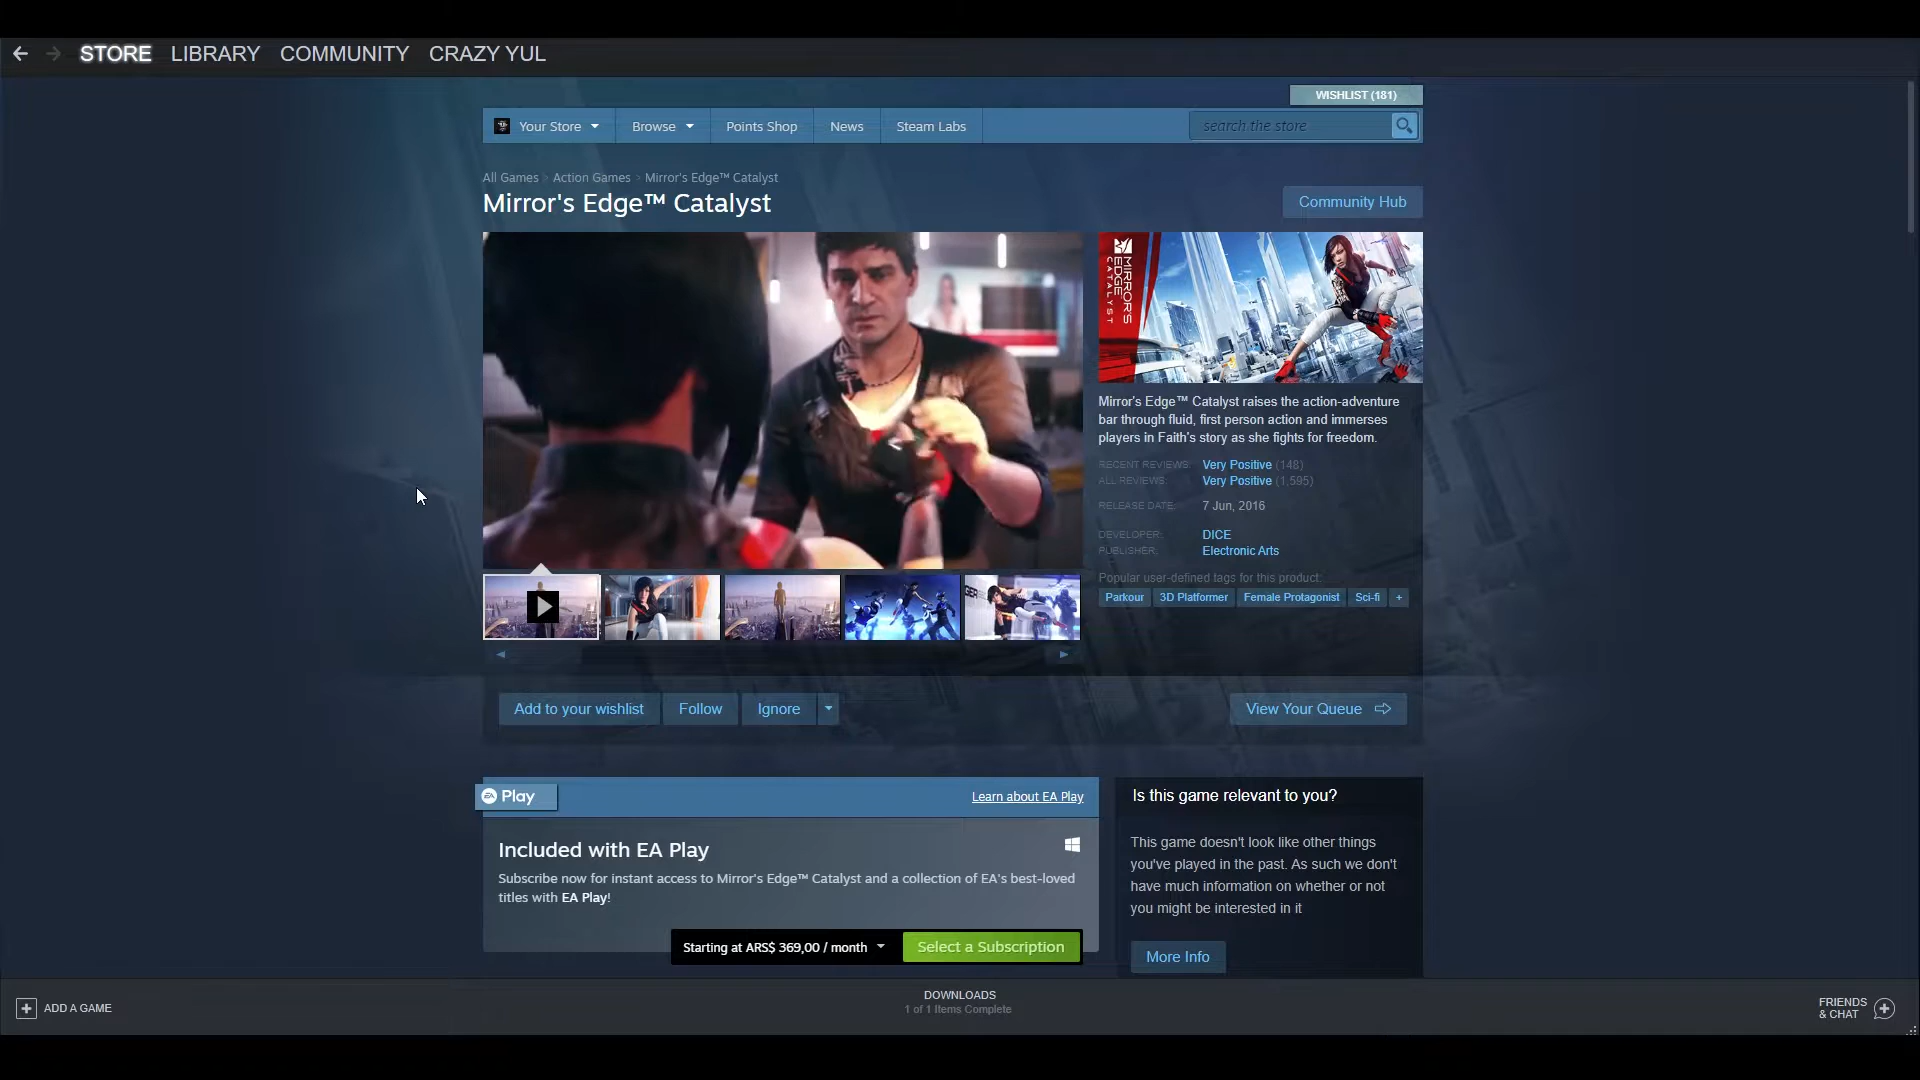 STORE LIBRARY COMMUNITY CRAZY YUL
WISHLIST (181)
Your Store Browse Points Shop News Steam Labs search the store
All Games > Action Games > Mirror's Edge™ Catalyst
Mirror's Edge™ Catalyst
Community Hub
MIRRORS
EDGE
CATALYST
Mirror's Edge™ Catalyst raises the action-adventure
bar through fluid, first person action and immerses
players in Faith's story as she fights for freedom.
RECENT REVIEWS: Very Positive (148)
ALL REVIEWS: Very Positive (1,595)
RELEASE DATE: 7 Jun, 2016
DEVELOPER: DICE
PUBLISHER: Electronic Arts
Popular user-defined tags for this product:
Parkour 3D Platformer Female Protagonist Sci-fi +
Add to your wishlist Follow Ignore View Your Queue
EA Play Learn about EA Play
Included with EA Play
Subscribe now for instant access to Mirror's Edge™ Catalyst and a collection of EA's best-loved
titles with EA Play!
Starting at ARS$ 369,00 / month Select a Subscription
Is this game relevant to you?
This game doesn't look like other things
you've played in the past. As such we don't
have much information on whether or not
you might be interested in it
More Info
ADD A GAME
DOWNLOADS
1 of 1 Items Complete
FRIENDS
& CHAT